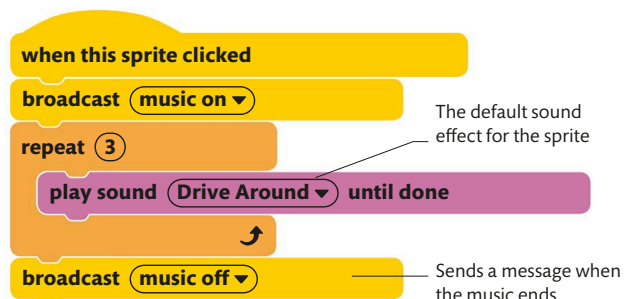 when this sprite clicked
broadcast music on
The default sound
effect for the sprite
repeat 3
play sound Drive Around until done
broadcast music off
Sends a message when
the music ends